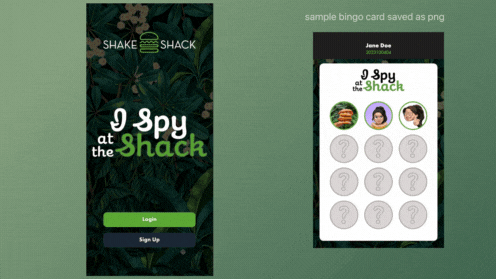 sample bingo card saved as png
SHAKE SHACK
I Spy
at
the Shack
Login
Sign Up
Jane Doe
I Spy
at
the Shack
? ? ?
? ? ?
? ? ?